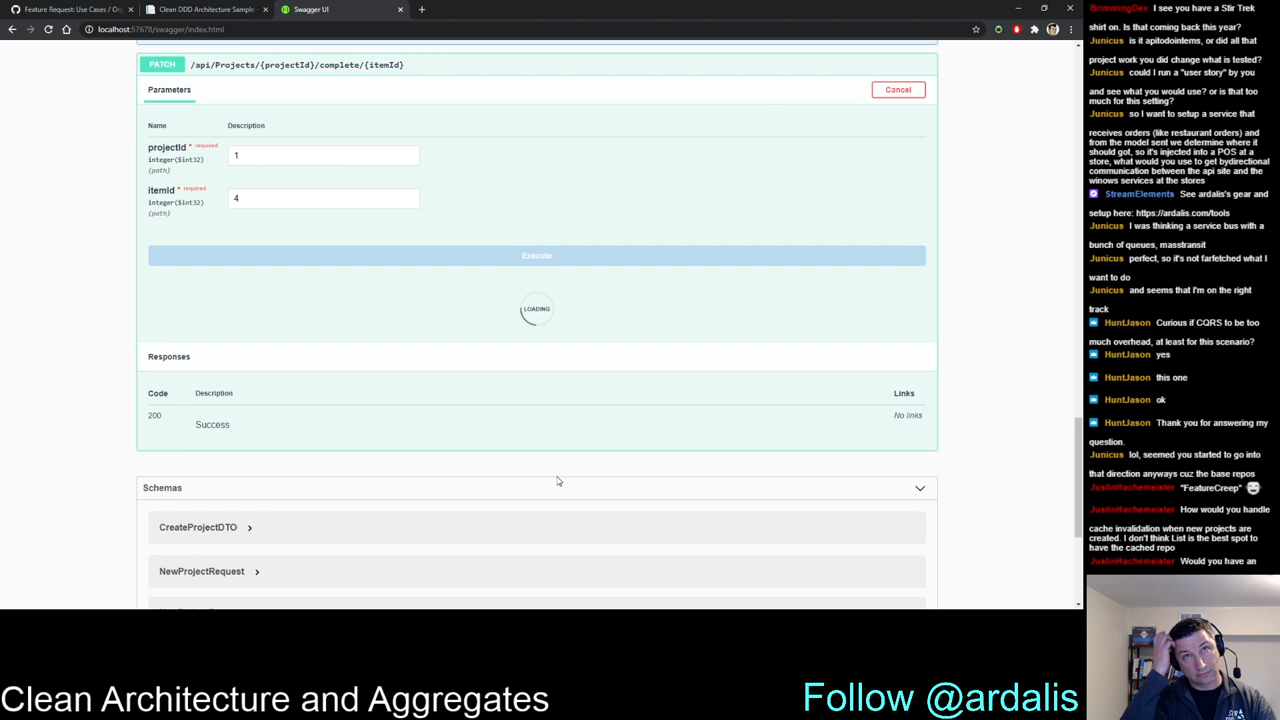 Feature Request: Use Cases / Or
Clean DDD Architecture Sample
Swagger UI
localhost:57678/swagger/index.html
PATCH /api/Projects/{projectId}/complete/{itemId}
Parameters
Cancel
Name Description
projectId * required
integer($int32)
(path)
1
itemId * required
integer($int32)
(path)
4
Execute
LOADING
Responses
Code Description Links
200 Success No links
Schemas
CreateProjectDTO
NewProjectRequest
BrimmingDev I see you have a Stir Trek
shirt on. Is that coming back this year?
Junicus is it apitodointems, or did all that
project work you did change what is tested?
Junicus could I run a "user story" by you
and see what you would use? or is that too
much for this setting?
Junicus so I want to setup a service that
receives orders (like restaurant orders) and
from the model sent we determine where it
should got, so it's injected into a POS at a
store, what would you use to get bydirectional
communication between the api site and the
winows services at the stores
StreamElements See ardalis's gear and
setup here: https://ardalis.com/tools
Junicus I was thinking a service bus with a
bunch of queues, masstransit
Junicus perfect, so it's not farfetched what I
want to do
Junicus and seems that I'm on the right
track
HuntJason Curious if CQRS to be too
much overhead, at least for this scenario?
HuntJason yes
HuntJason this one
HuntJason ok
HuntJason Thank you for answering my
question.
Junicus lol, seemed you started to go into
that direction anyways cuz the base repos
JustinHachemeister "FeatureCreep"
JustinHachemeister How would you handle
cache invalidation when new projects are
created. I don't think List is the best spot to
have the cached repo
JustinHachemeister Would you have an
Clean Architecture and Aggregates
Follow @ardalis